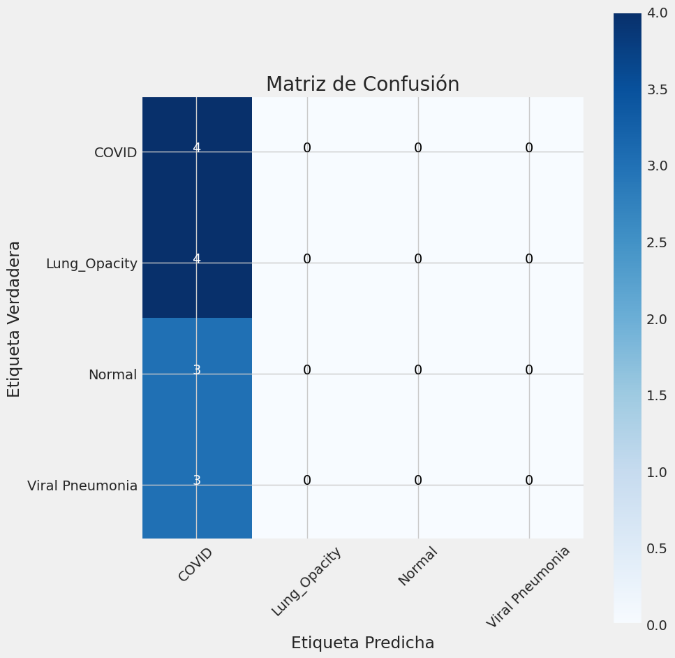 Matriz de Confusión
4.0
3.5
3.0
2.5
2.0
1.5
1.0
0.5
0.0
Etiqueta Verdadera
COVID 4 0 0 0
Lung_Opacity 4 0 0 0
Normal 3 0 0 0
Viral Pneumonia 3 0 0 0
COVID Lung_Opacity Normal Viral Pneumonia
Etiqueta Predicha